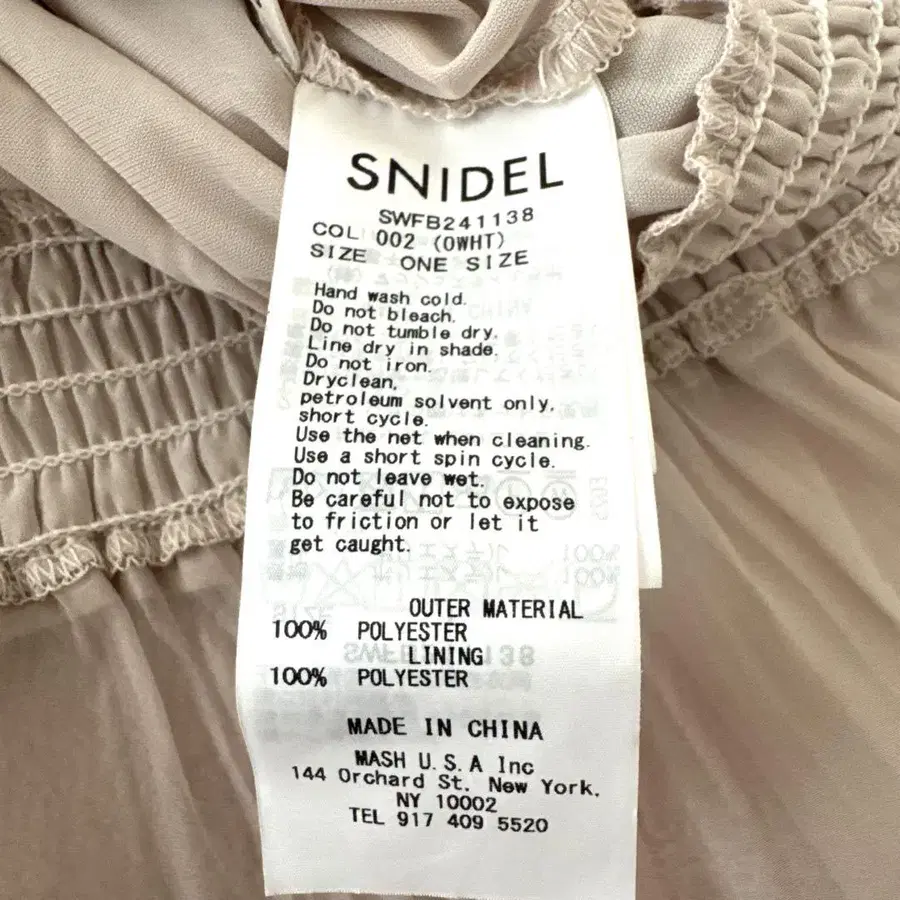 SNIDEL
SWFB241138
COL 002 (OWHT)
SIZE ONE SIZE
Hand wash cold.
Do not bleach.
Do not tumble dry.
Line dry in shade.
Do not iron.
Dryclean,
petroleum solvent only,
short cycle.
Use the net when cleaning.
Use a short spin cycle.
Do not leave wet.
Be careful not to expose
to friction or let it
get caught.
OUTER MATERIAL
100% POLYESTER
LINING
100% POLYESTER
MADE IN CHINA
MASH U.S.A Inc
144 Orchard St. New York,
NY 10002
TEL 917 409 5520